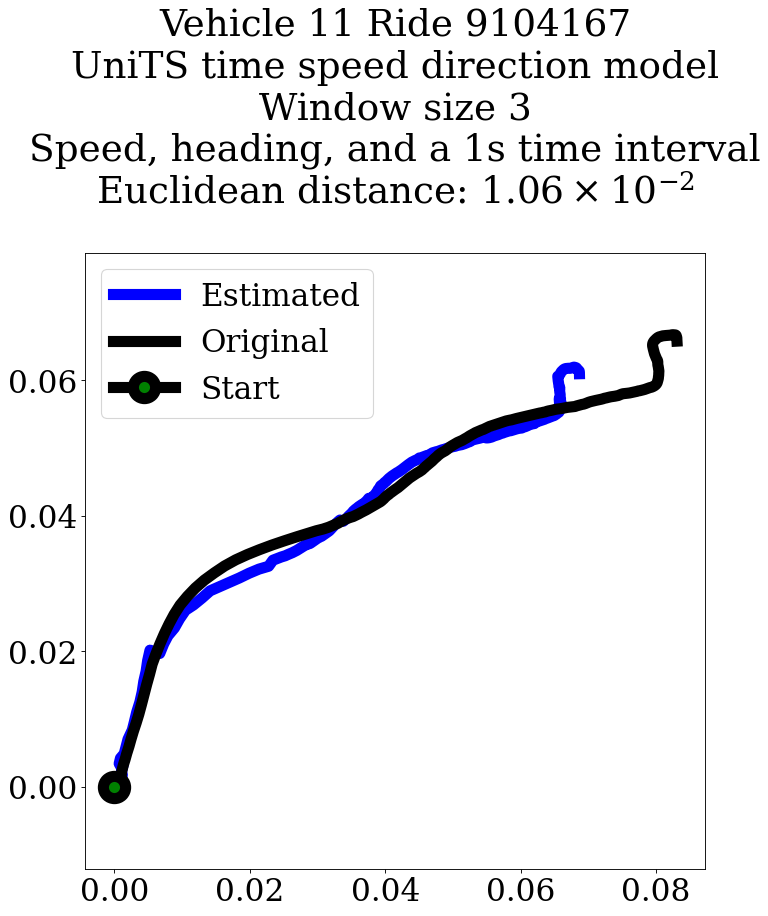 Vehicle 11 Ride 9104167
UniTS time speed direction model
Window size 3
Speed, heading, and a 1s time interval
Euclidean distance: 1.06 × 10⁻²
Estimated
Original
Start
0.06
0.04
0.02
0.00
0.00 0.02 0.04 0.06 0.08